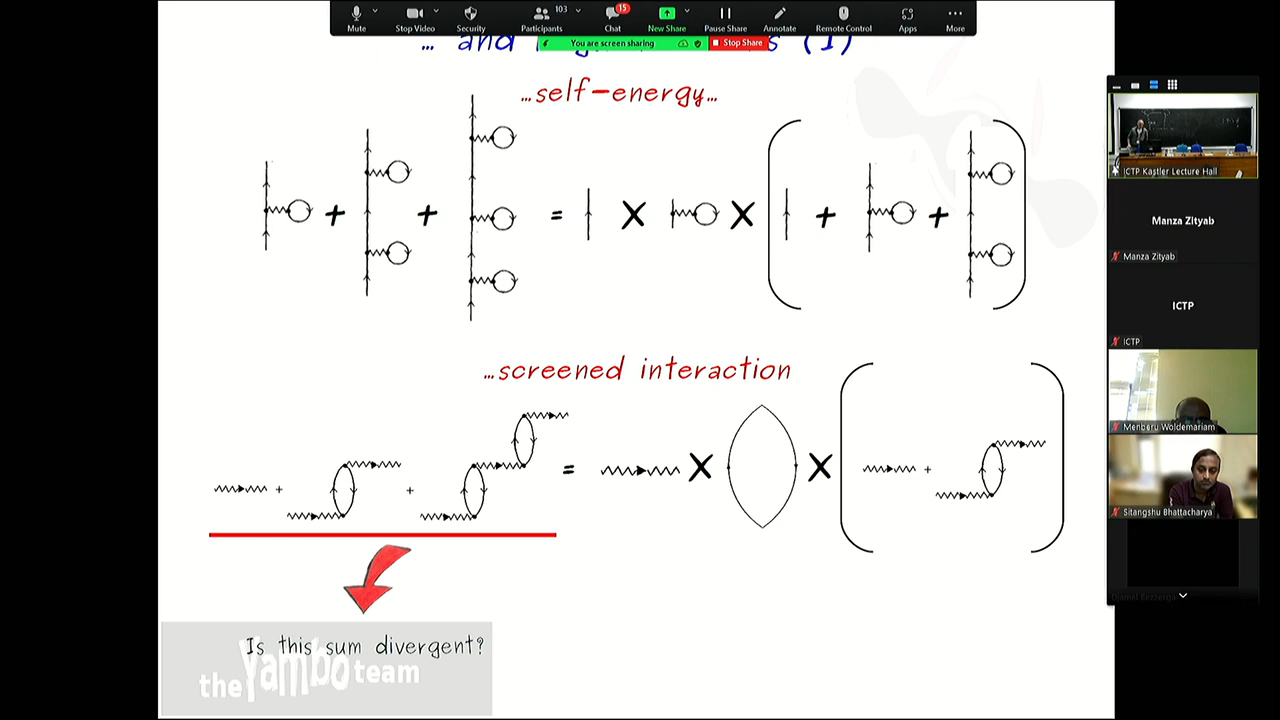 Mute
Stop Video
Security
103
Participants
15
Chat
New Share
Pause Share
Annotate
Remote Control
Apps
More
You are screen sharing
Stop Share
... and
(I)
...self-energy...
+ + = X X + +
...screened interaction
+ + = X X +
Is this sum divergent?
the Yambo team
ICTP Kastler Lecture Hall
Manza Zityab
Manza Zityab
ICTP
ICTP
Menberu Woldemariam
Sitangshu Bhattacharya